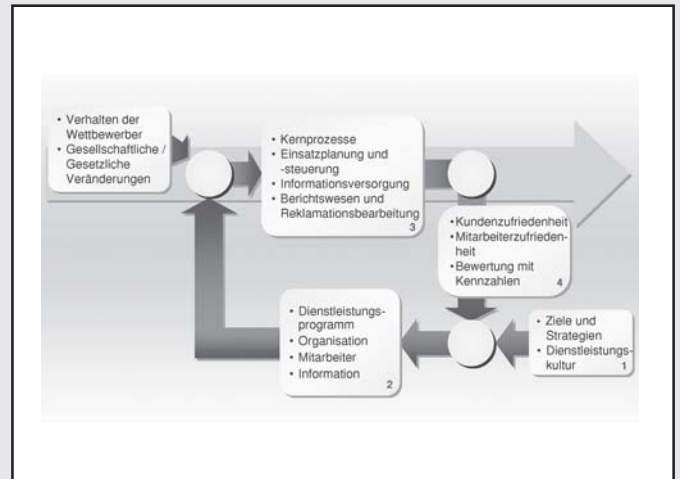 • Verhalten der
Wettbewerber
• Gesellschaftliche /
Gesetzliche
Veränderungen
• Kernprozesse
• Einsatzplanung und
-steuerung
• Informationsversorgung
• Berichtswesen und
Reklamationsbearbeitung
3
• Kundenzufriedenheit
• Mitarbeiterzufrieden-
heit
• Bewertung mit
Kennzahlen 4
• Dienstleistungs-
programm
• Organisation
• Mitarbeiter
• Information 2
• Ziele und
Strategien
• Dienstleistungs-
kultur 1